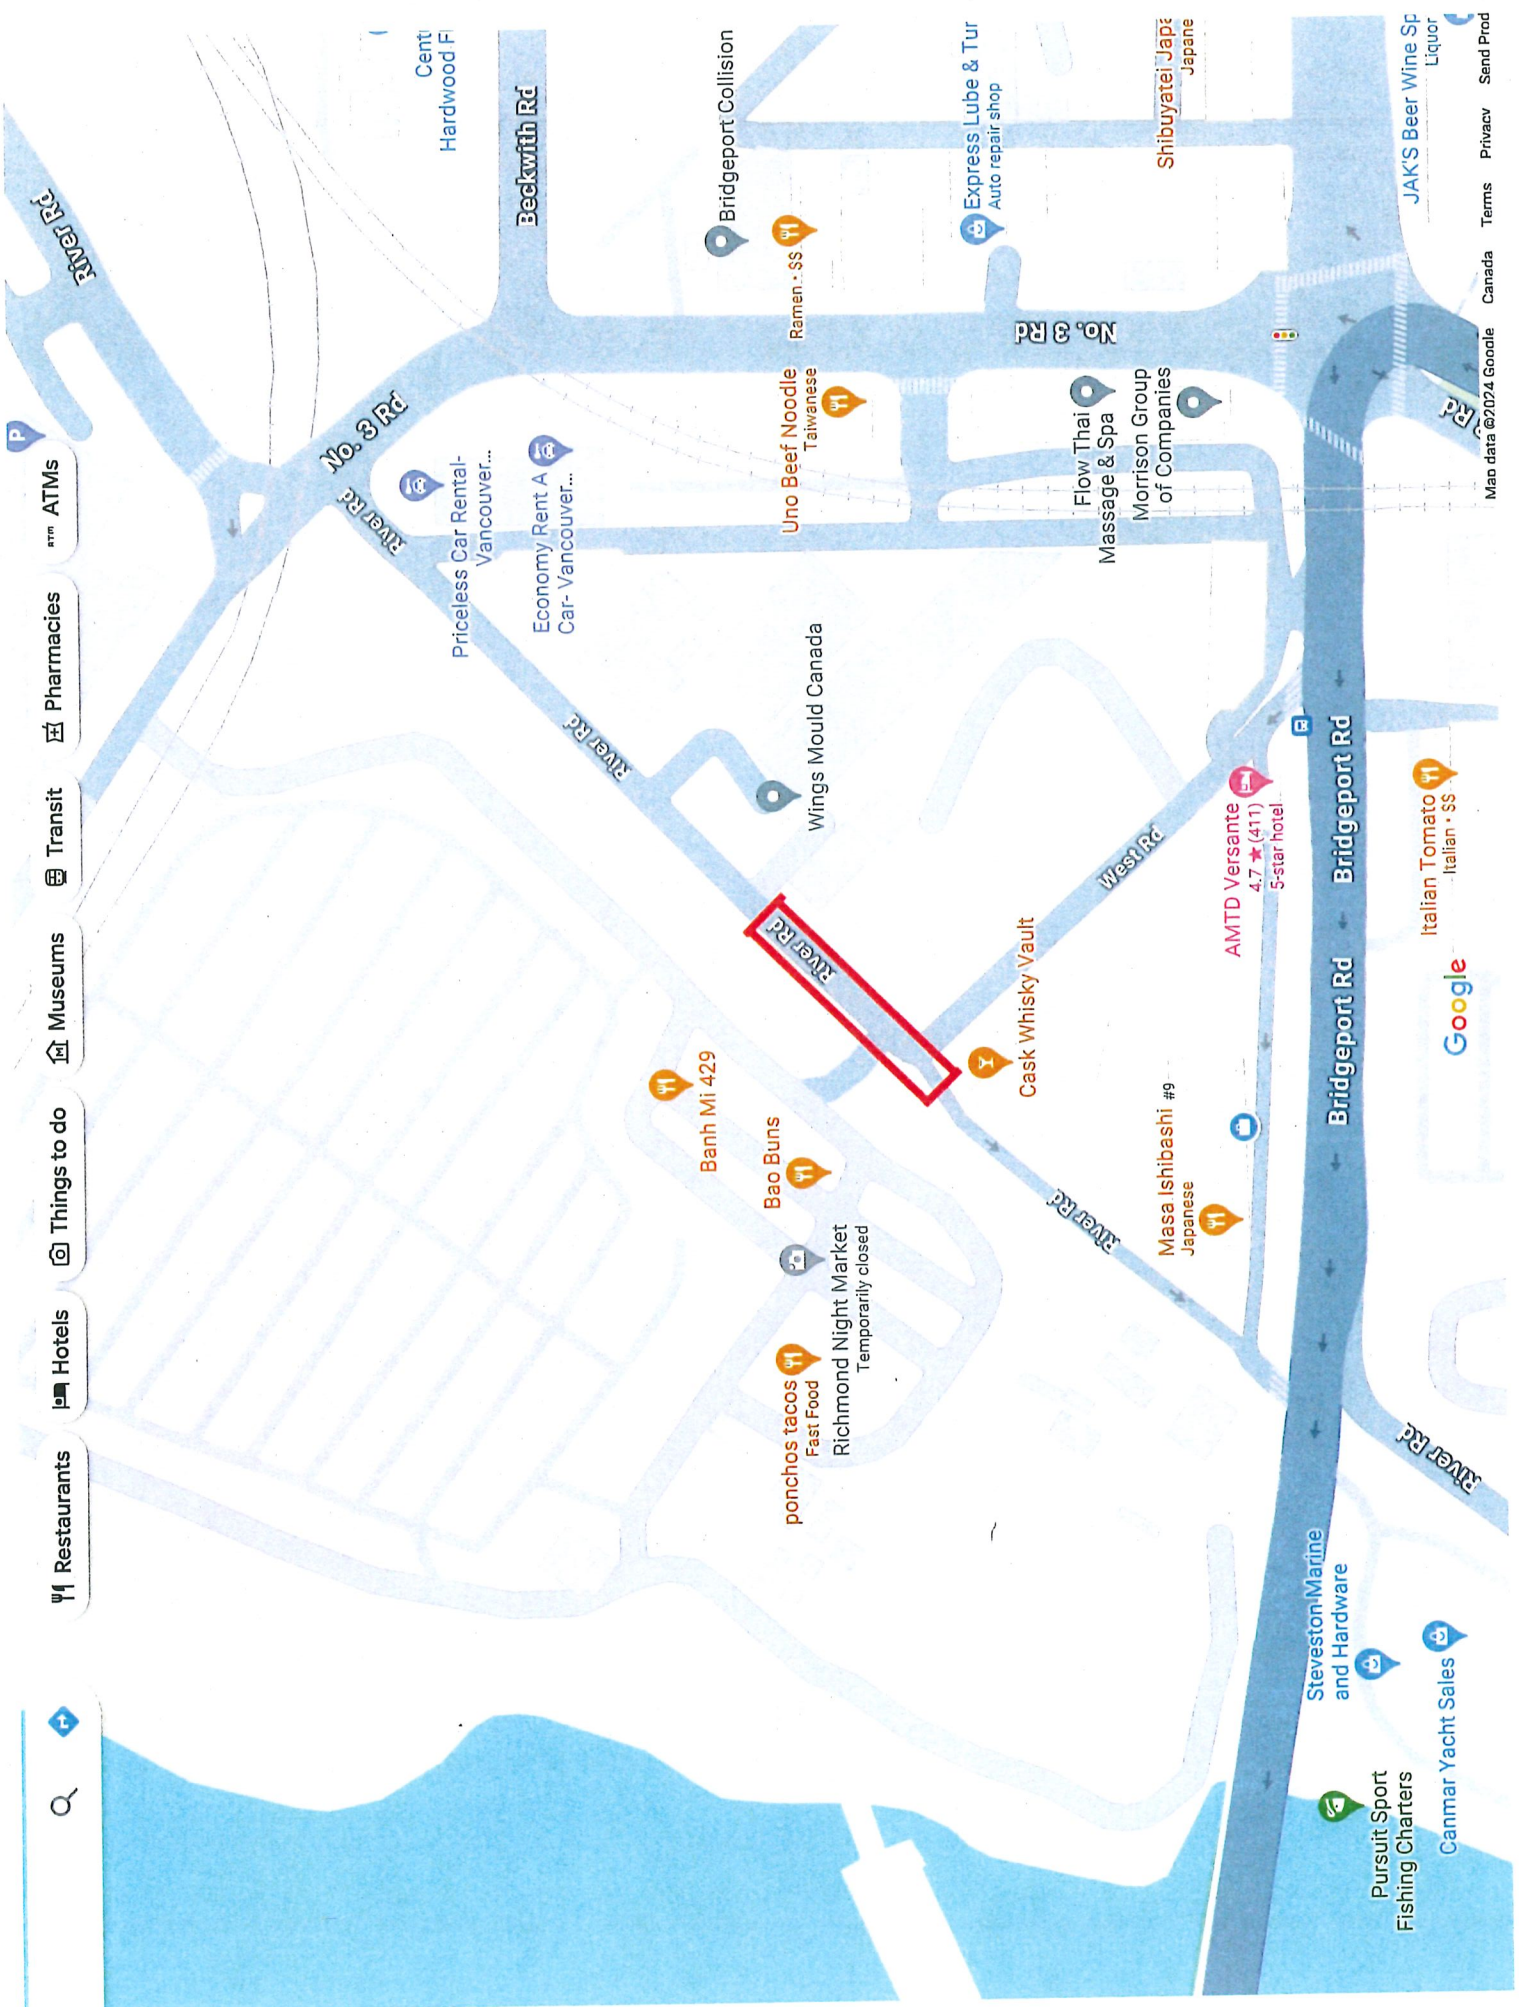 Restaurants
Hotels
Things to do
Museums
Transit
Pharmacies
ATM ATMs
P
River Rd
No. 3 Rd
River Rd
Cent
Hardwood Fl
Priceless Car Rental-
Vancouver...
Economy Rent A
Car- Vancouver...
Beckwith Rd
River Rd
Banh Mi 429
Bridgeport Collision
Bao Buns
River Rd
ponchos tacos
Fast Food
Uno Beef Noodle
Taiwanese
Ramen • $$
Wings Mould Canada
Richmond Night Market
Temporarily closed
Express Lube & Tur
Auto repair shop
Cask Whisky Vault
No. 3 Rd
River Rd
West Rd
Flow Thai
Massage & Spa
Morrison Group
of Companies
Masa Ishibashi #9
Japanese
Shibuyatei Japa
Japane
AMTD Versante
4.7 ★ (411)
5-star hotel
Steveston Marine
and Hardware
Bridgeport Rd
Bridgeport Rd
Pursuit Sport
Fishing Charters
Italian Tomato
Italian • $$
JAK'S Beer Wine Sp
Liquor
Canmar Yacht Sales
River Rd
Google
Rd
Map data ©2024 Google
Canada
Terms
Privacy
Send Prod